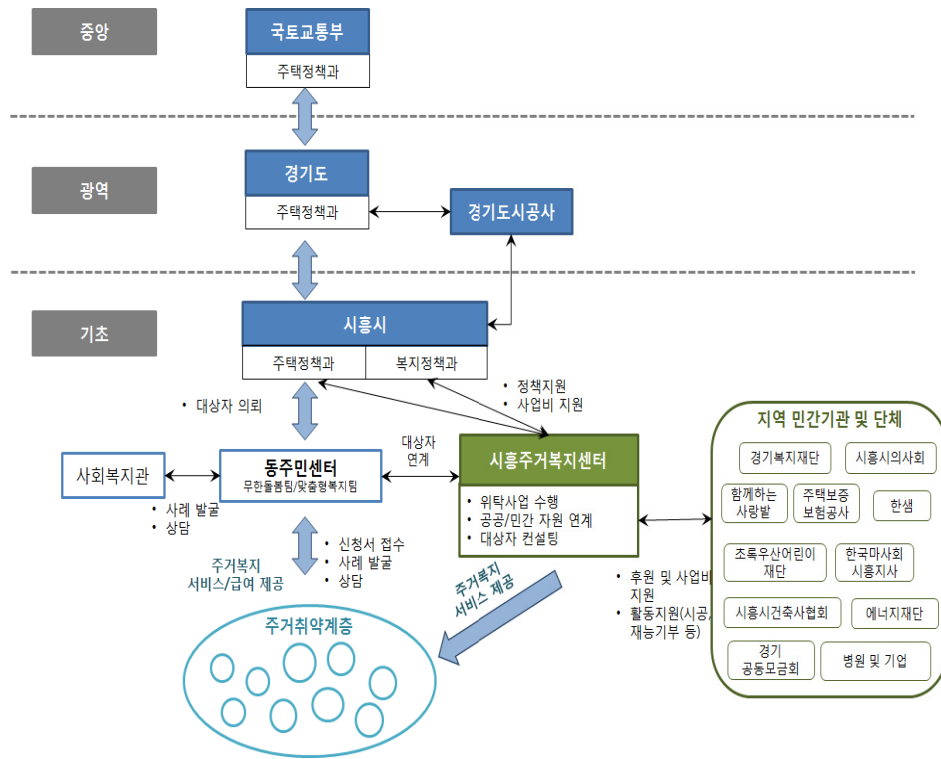 중앙
국토교통부
주택정책과
광역
경기도
주택정책과
경기도시공사
기초
시흥시
주택정책과
복지정책과
• 대상자 의뢰
• 정책지원
• 사업비 지원
사회복지관
동주민센터
무한돌봄팀/맞춤형복지팀
대상자
연계
시흥주거복지센터
• 위탁사업 수행
• 공공/민간 자원 연계
• 대상자 컨설팅
• 사례 발굴
• 상담
• 신청서 접수
• 사례 발굴
• 상담
주거복지
서비스/급여 제공
주거복지
서비스 제공
• 후원 및 사업비
지원
• 활동지원(시공/
재능기부 등)
주거취약계층
지역 민간기관 및 단체
경기복지재단
시흥시의사회
함께하는
사랑밭
주택보증
보험공사
한샘
초록우산어린이
재단
한국마사회
시흥지사
시흥시건축사협회
에너지재단
경기
공동모금회
병원 및 기업